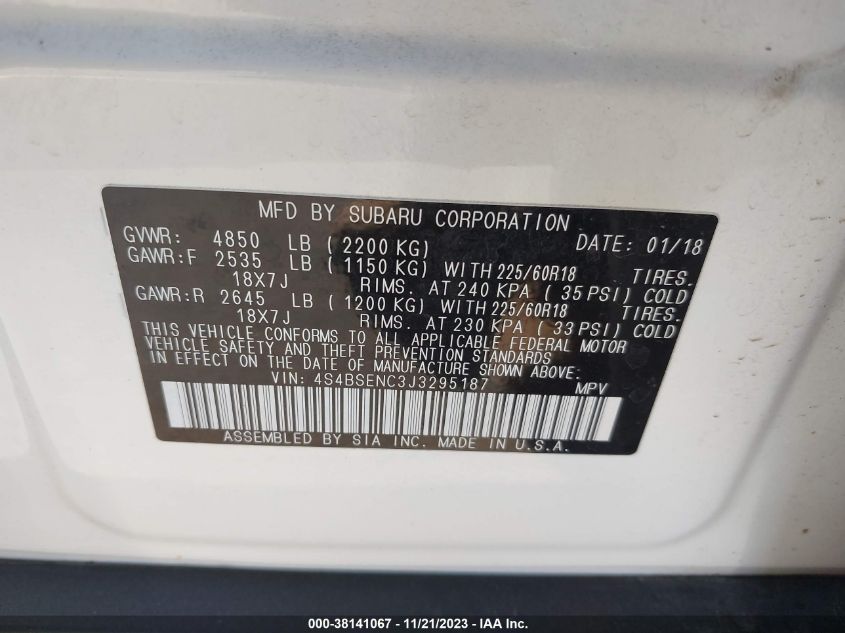 MFD BY SUBARU CORPORATION
GVWR: 4850 LB ( 2200 KG) DATE: 01/18
GAWR:F 2535 LB ( 1150 KG) WITH 225/60R18 TIRES.
18X7J RIMS. AT 240 KPA ( 35 PSI) COLD
GAWR:R 2645 LB ( 1200 KG) WITH 225/60R18 TIRES.
18X7J RIMS. AT 230 KPA ( 33 PSI) COLD
THIS VEHICLE CONFORMS TO ALL APPLICABLE FEDERAL MOTOR
VEHICLE SAFETY AND THEFT PREVENTION STANDARDS
IN EFFECT ON THE DATE OF MANUFACTURE SHOWN ABOVE.
VIN: 4S4BSENC3J3295187 MPV
ASSEMBLED BY SIA INC. MADE IN U.S.A.
000-38141067 - 11/21/2023 - IAA Inc.